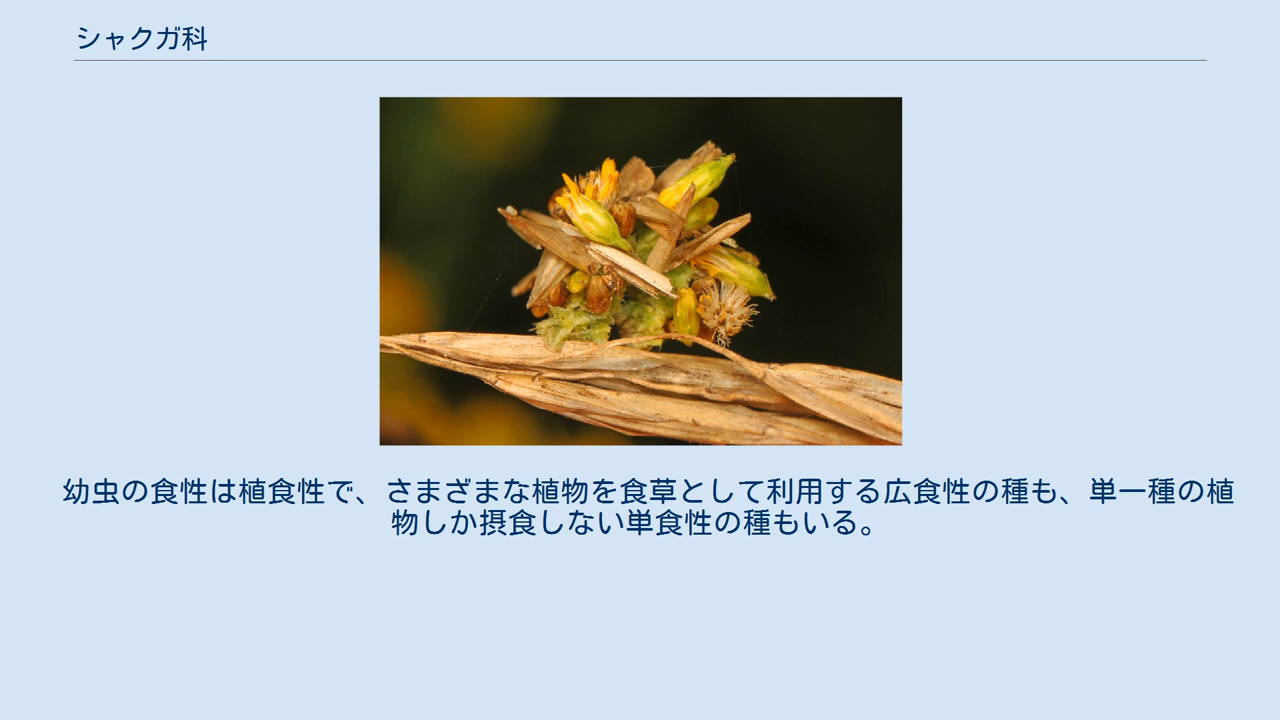 シャクガ科
幼虫の食性は植食性で、さまざまな植物を食草として利用する広食性の種も、単一種の植
物しか摂食しない単食性の種もいる。